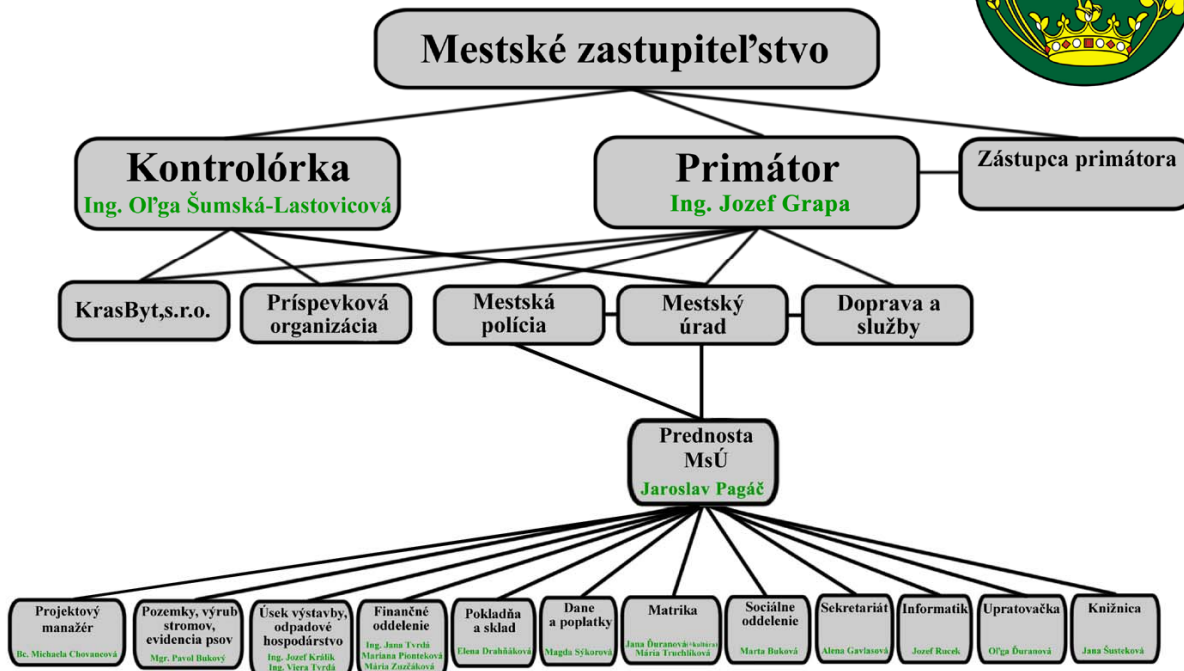 Mestské zastupiteľstvo
Kontrolórka
Ing. Oľga Šumská-Lastovicová
Primátor
Ing. Jozef Grapa
Zástupca primátora
KrasByt,s.r.o.
Príspevková
organizácia
Mestská
polícia
Mestský
úrad
Doprava a
služby
Prednosta
MsÚ
Jaroslav Pagáč
Projektový
manažér
Bc. Michaela Chovancová
Pozemky, výrub
stromov,
evidencia psov
Mgr. Pavol Bukový
Úsek výstavby,
odpadové
hospodárstvo
Ing. Jozef Králik
Ing. Viera Tvrdá
Finančné
oddelenie
Ing. Jana Tvrdá
Mariana Pionteková
Mária Zuzčáková
Pokladňa
a sklad
Elena Drahňáková
Dane
a poplatky
Magda Sýkorová
Matrika
Jana Ďuranová(+kultúra)
Mária Truchlíková
Sociálne
oddelenie
Marta Buková
Sekretariát
Alena Gavlasová
Informatik
Jozef Rucek
Upratovačka
Oľga Ďuranová
Knižnica
Jana Šusteková